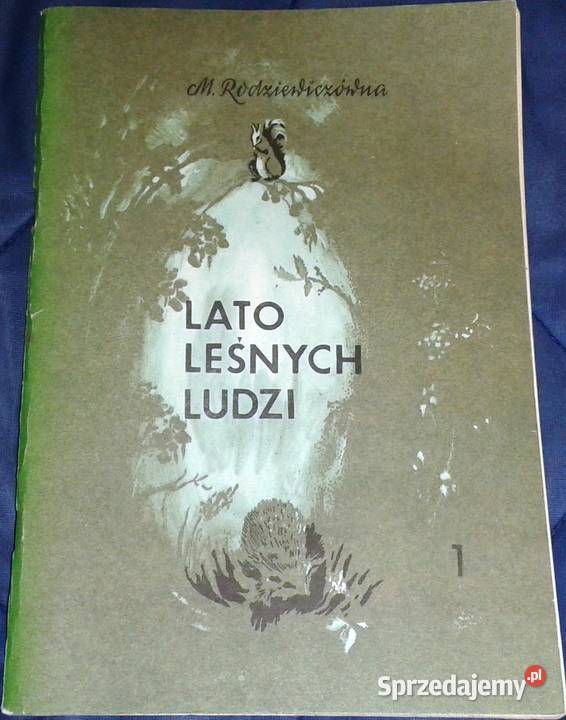 M. Rodziewiczówna
LATO
LEŚNYCH
LUDZI
1
Sprzedajemy.pl